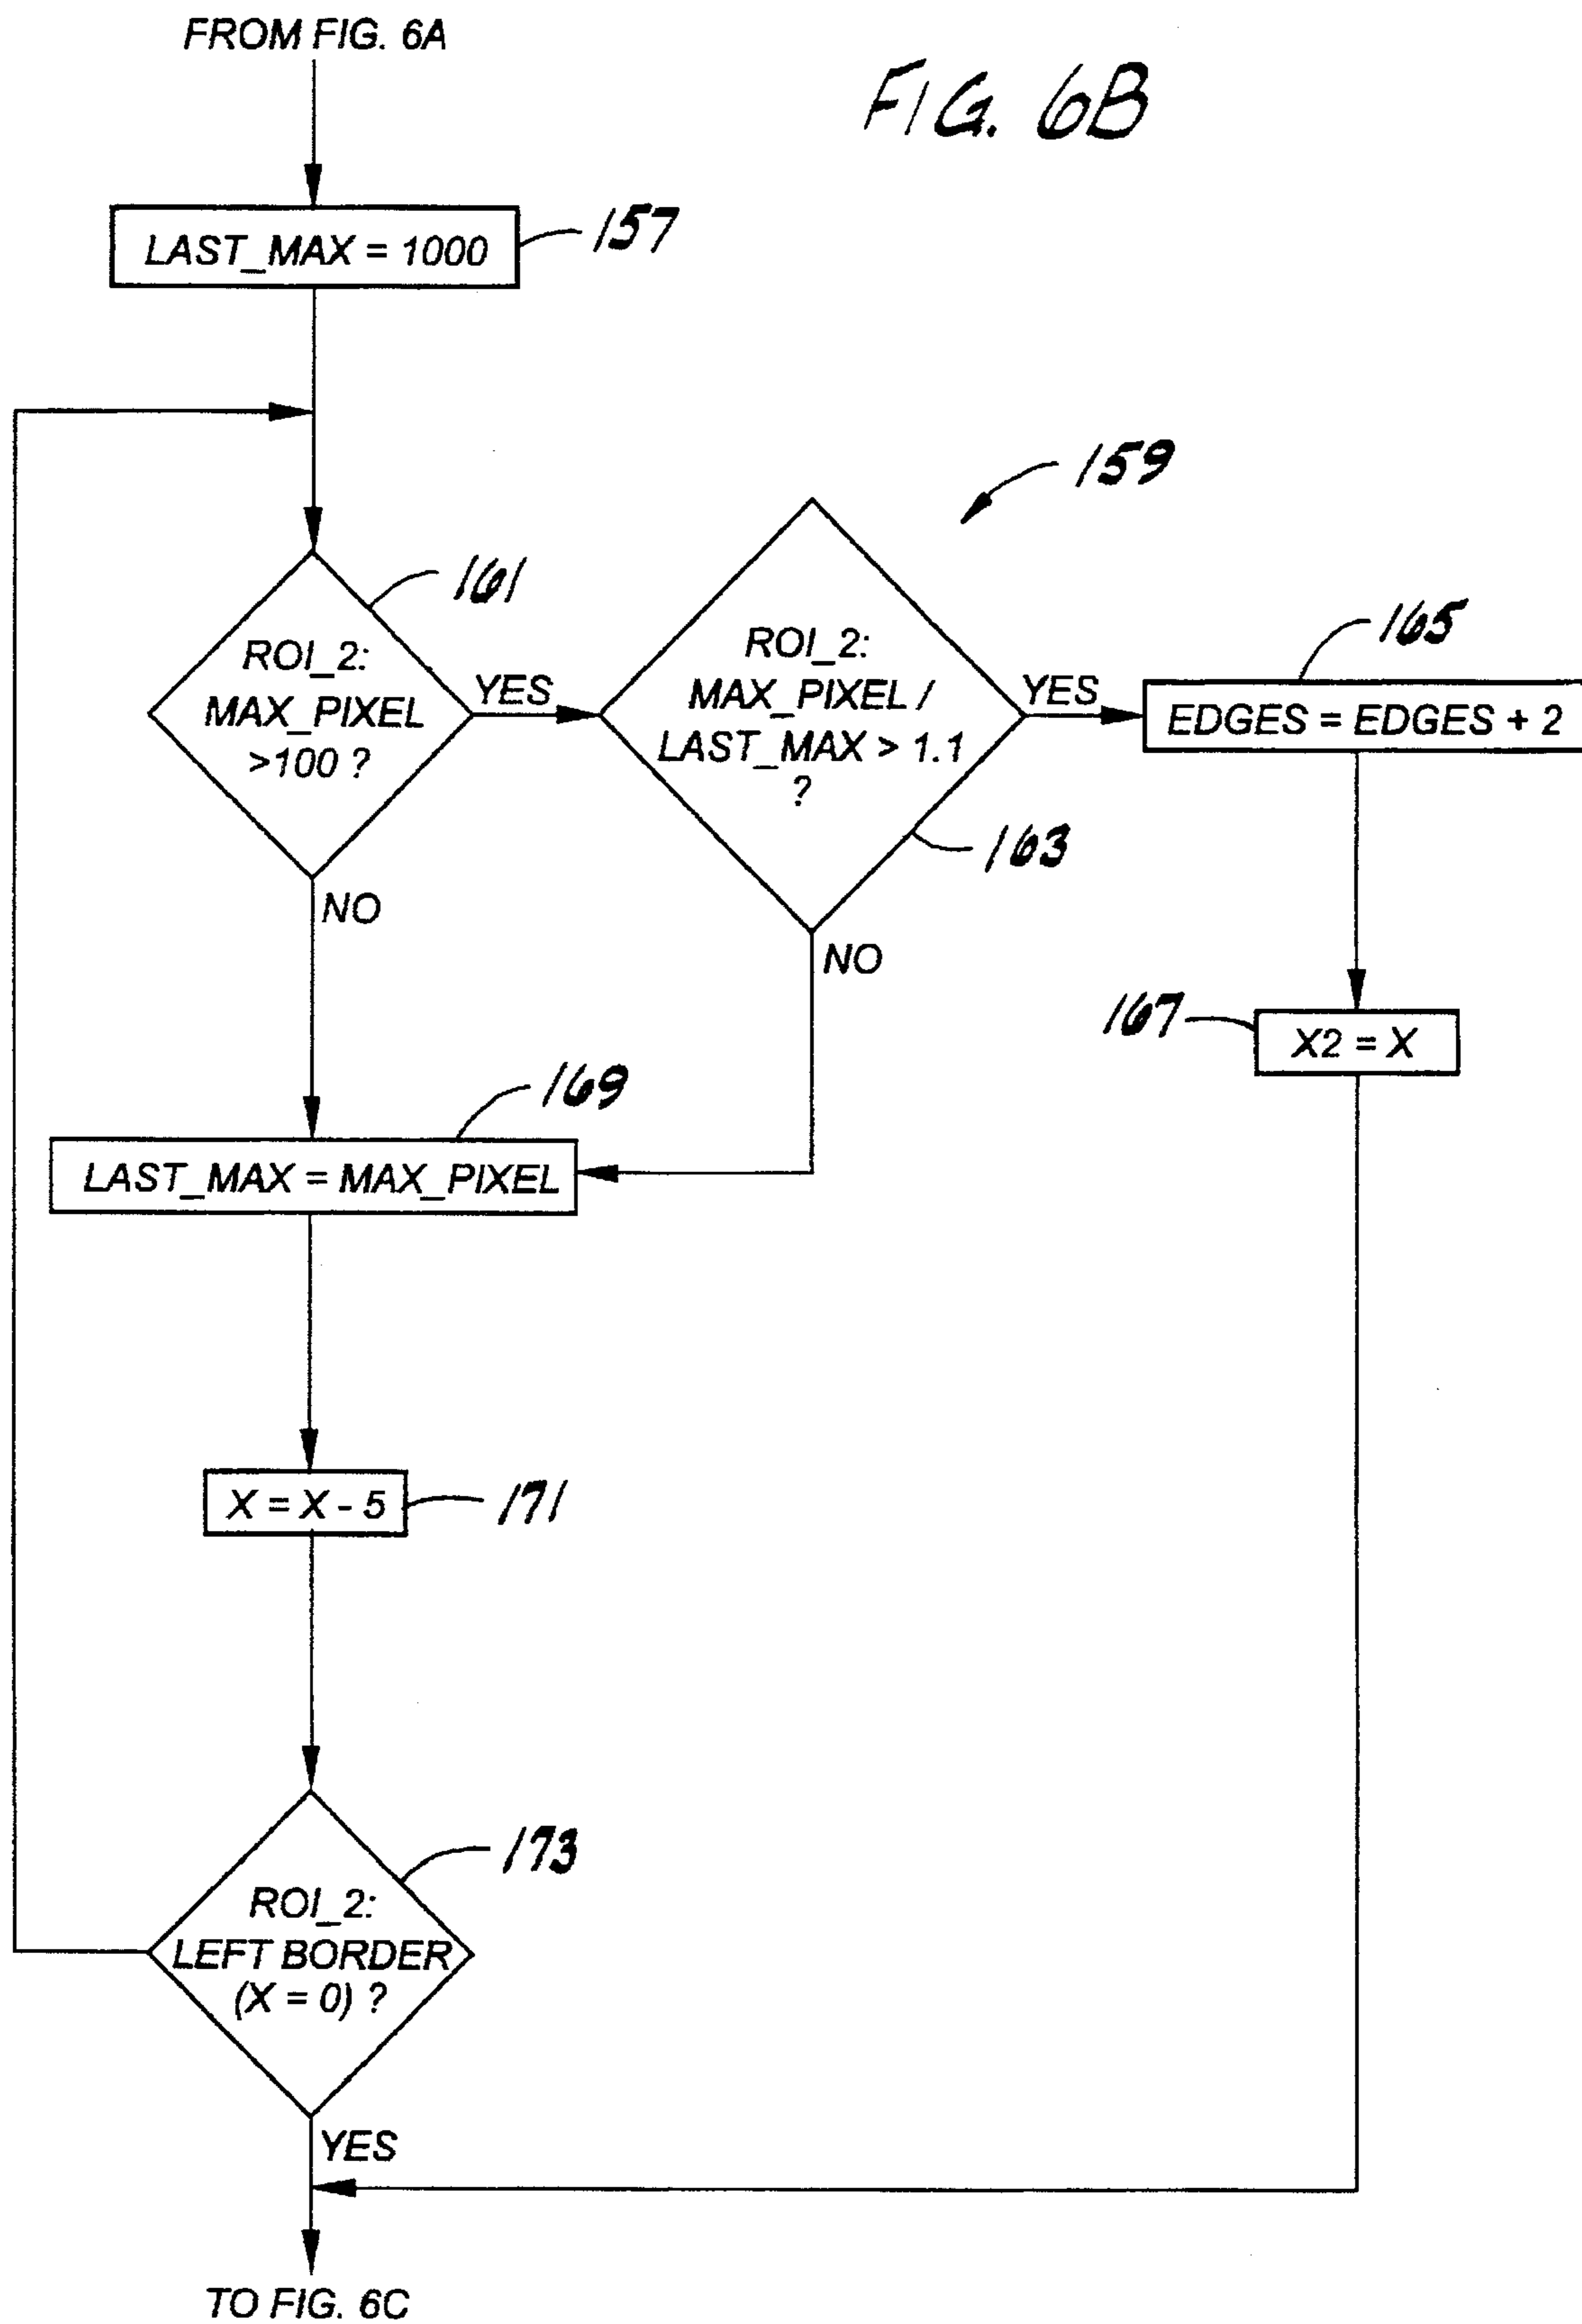 FROM FIG. 6A
FIG. 6B
LAST_MAX = 1000
157
159
161
ROI_2:
MAX_PIXEL
>100 ?
YES
NO
ROI_2:
MAX_PIXEL /
LAST_MAX > 1.1
?
163
YES
NO
165
EDGES = EDGES + 2
167
X2 = X
169
LAST_MAX = MAX_PIXEL
X = X - 5
171
173
ROI_2:
LEFT BORDER
(X = 0) ?
YES
TO FIG. 6C